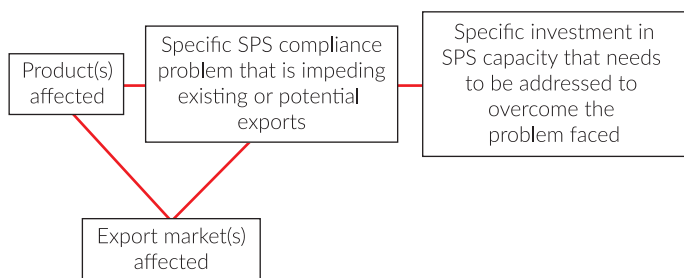 Product(s)
affected
Specific SPS compliance
problem that is impeding
existing or potential
exports
Specific investment in
SPS capacity that needs
to be addressed to
overcome the
problem faced
Export market(s)
affected